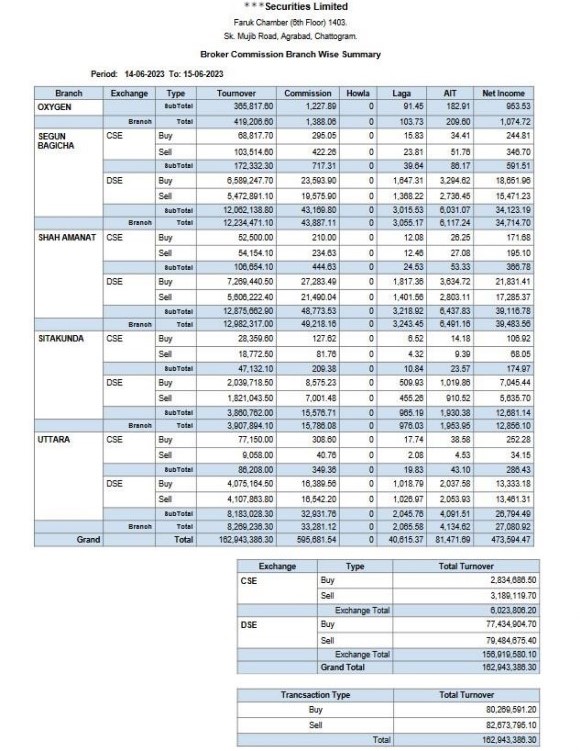 ***Securities Limited
Faruk Chamber (6th Floor) 1403.
Sk. Mujib Road, Agrabad, Chattogram.
Broker Commission Branch Wise Summary
Period: 14-06-2023 To: 15-06-2023
Branch Exchange Type Tournover Commission Howla Laga AIT Net Income
OXYGEN SubTotal 365,817.60 1,227.89 0 91.45 182.91 953.53
Branch Total 419,206.60 1,388.06 0 103.73 209.60 1,074.72
SEGUN BAGICHA CSE Buy 68,817.70 295.05 0 15.83 34.41 244.81
Sell 103,514.60 422.26 0 23.81 51.76 346.70
SubTotal 172,332.30 717.31 0 39.64 86.17 591.51
DSE Buy 6,589,247.70 23,593.90 0 1,647.31 3,294.62 18,651.96
Sell 5,472,891.10 19,575.90 0 1,368.22 2,736.45 15,471.23
SubTotal 12,062,138.80 43,169.80 0 3,015.53 6,031.07 34,123.19
Branch Total 12,234,471.10 43,887.11 0 3,055.17 6,117.24 34,714.70
SHAH AMANAT CSE Buy 52,500.00 210.00 0 12.08 26.25 171.68
Sell 54,154.10 234.63 0 12.46 27.08 195.10
SubTotal 106,654.10 444.63 0 24.53 53.33 366.78
DSE Buy 7,269,440.50 27,283.49 0 1,817.36 3,634.72 21,831.41
Sell 5,606,222.40 21,490.04 0 1,401.56 2,803.11 17,285.37
SubTotal 12,875,662.90 48,773.53 0 3,218.92 6,437.83 39,116.78
Branch Total 12,982,317.00 49,218.16 0 3,243.45 6,491.16 39,483.56
SITAKUNDA CSE Buy 28,359.60 127.62 0 6.52 14.18 106.92
Sell 18,772.50 81.76 0 4.32 9.39 68.05
SubTotal 47,132.10 209.38 0 10.84 23.57 174.97
DSE Buy 2,039,718.50 8,575.23 0 509.93 1,019.86 7,045.44
Sell 1,821,043.50 7,001.48 0 455.26 910.52 5,635.70
SubTotal 3,860,762.00 15,576.71 0 965.19 1,930.38 12,681.14
Branch Total 3,907,894.10 15,786.08 0 976.03 1,953.95 12,856.10
UTTARA CSE Buy 77,150.00 308.60 0 17.74 38.58 252.28
Sell 9,058.00 40.76 0 2.08 4.53 34.15
SubTotal 86,208.00 349.36 0 19.83 43.10 286.43
DSE Buy 4,075,164.50 16,389.56 0 1,018.79 2,037.58 13,333.18
Sell 4,107,863.80 16,542.20 0 1,026.97 2,053.93 13,461.31
SubTotal 8,183,028.30 32,931.76 0 2,045.76 4,091.51 26,794.49
Branch Total 8,269,236.30 33,281.12 0 2,065.58 4,134.62 27,080.92
Grand Total 162,943,386.30 595,681.54 0 40,615.37 81,471.69 473,594.47
Exchange Type Total Turnover
CSE Buy 2,834,686.50
Sell 3,189,119.70
Exchange Total 6,023,806.20
DSE Buy 77,434,904.70
Sell 79,484,675.40
Exchange Total 156,919,580.10
Grand Total 162,943,386.30
Trancsaction Type Total Turnover
Buy 80,269,591.20
Sell 82,673,795.10
Total 162,943,386.30